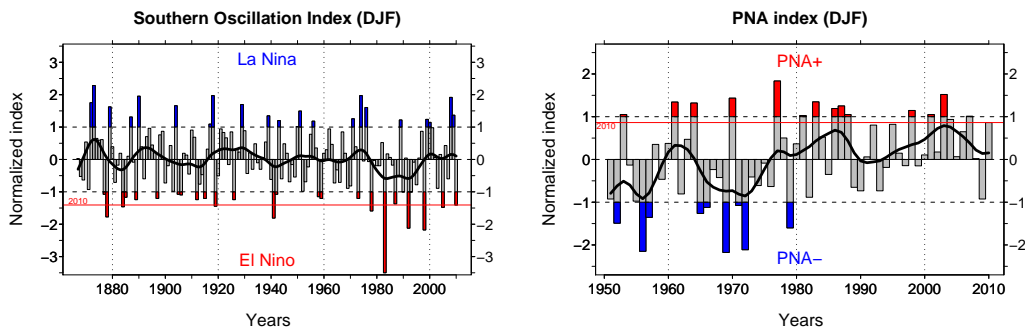 Southern Oscillation Index (DJF)
3
2
1
0
−1
−2
−3
Normalized index
La Nina
El Nino
2010
3
2
1
0
−1
−2
−3
1880 1900 1920 1940 1960 1980 2000
Years
PNA index (DJF)
2
1
0
−1
−2
Normalized index
PNA+
PNA−
2010
2
1
0
−1
−2
1950 1960 1970 1980 1990 2000 2010
Years